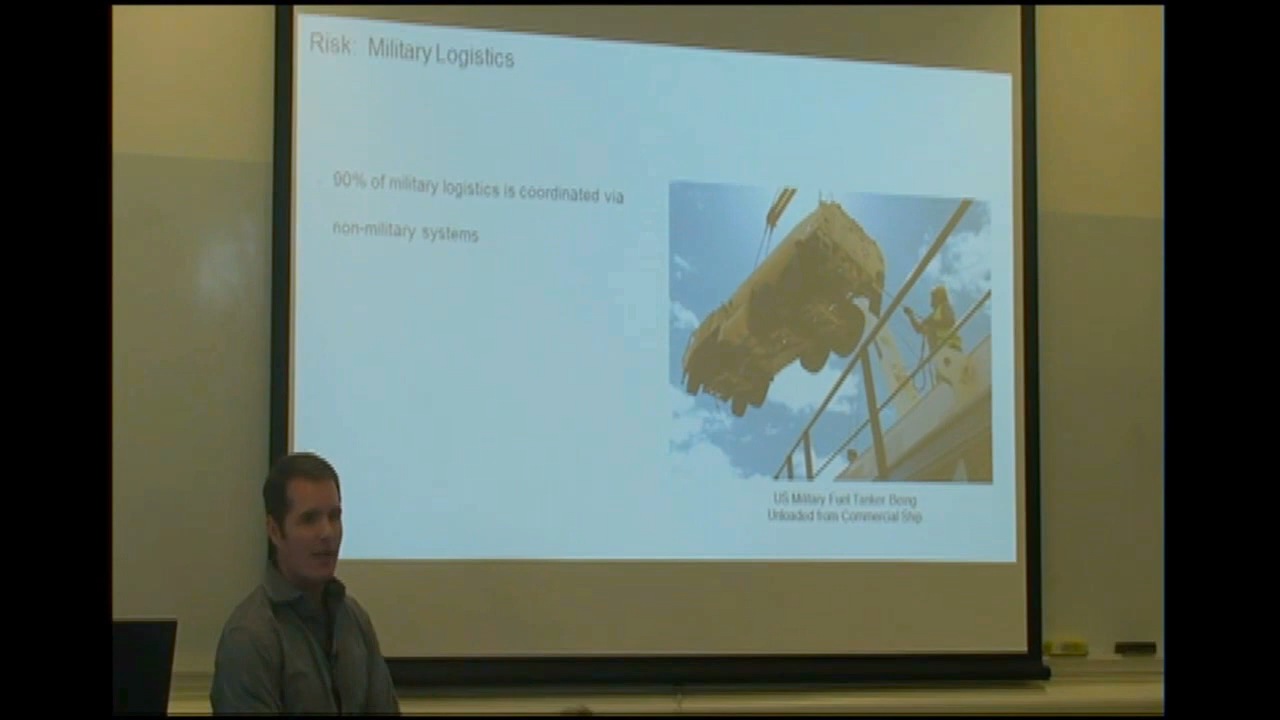 Risk: Military Logistics
90% of military logistics is coordinated via
non-military systems
US Military Fuel Tanker Being
Unloaded from Commercial Ship